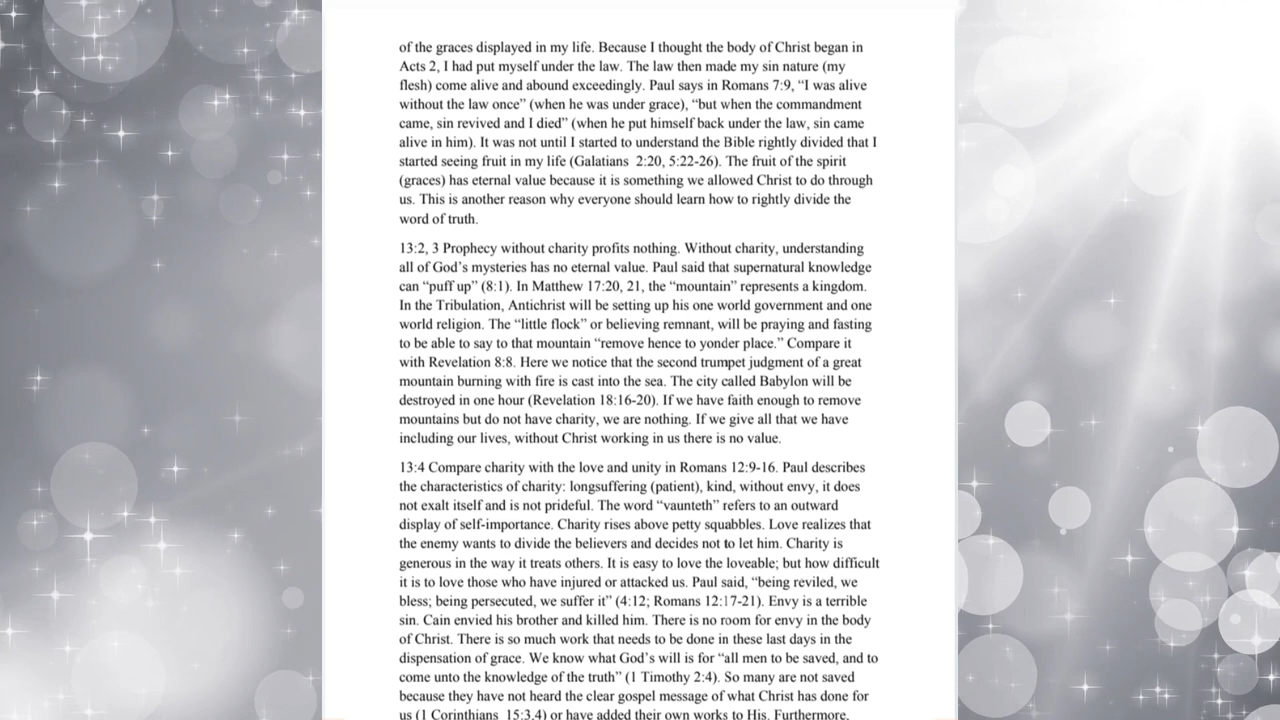 of the graces displayed in my life. Because I thought the body of Christ began in
Acts 2, I had put myself under the law. The law then made my sin nature (my
flesh) come alive and abound exceedingly. Paul says in Romans 7:9, “I was alive
without the law once” (when he was under grace), “but when the commandment
came, sin revived and I died” (when he put himself back under the law, sin came
alive in him). It was not until I started to understand the Bible rightly divided that I
started seeing fruit in my life (Galatians  2:20, 5:22-26). The fruit of the spirit
(graces) has eternal value because it is something we allowed Christ to do through
us. This is another reason why everyone should learn how to rightly divide the
word of truth.
13:2, 3 Prophecy without charity profits nothing. Without charity, understanding
all of God’s mysteries has no eternal value. Paul said that supernatural knowledge
can “puff up” (8:1). In Matthew 17:20, 21, the “mountain” represents a kingdom.
In the Tribulation, Antichrist will be setting up his one world government and one
world religion. The “little flock” or believing remnant, will be praying and fasting
to be able to say to that mountain “remove hence to yonder place.” Compare it
with Revelation 8:8. Here we notice that the second trumpet judgment of a great
mountain burning with fire is cast into the sea. The city called Babylon will be
destroyed in one hour (Revelation 18:16-20). If we have faith enough to remove
mountains but do not have charity, we are nothing. If we give all that we have
including our lives, without Christ working in us there is no value.
13:4 Compare charity with the love and unity in Romans 12:9-16. Paul describes
the characteristics of charity: longsuffering (patient), kind, without envy, it does
not exalt itself and is not prideful. The word “vaunteth” refers to an outward
display of self-importance. Charity rises above petty squabbles. Love realizes that
the enemy wants to divide the believers and decides not to let him. Charity is
generous in the way it treats others. It is easy to love the loveable; but how difficult
it is to love those who have injured or attacked us. Paul said, “being reviled, we
bless; being persecuted, we suffer it” (4:12; Romans 12:17-21). Envy is a terrible
sin. Cain envied his brother and killed him. There is no room for envy in the body
of Christ. There is so much work that needs to be done in these last days in the
dispensation of grace. We know what God’s will is for “all men to be saved, and to
come unto the knowledge of the truth” (1 Timothy 2:4). So many are not saved
because they have not heard the clear gospel message of what Christ has done for
us (1 Corinthians  15:3,4) or have added their own works to His. Furthermore,